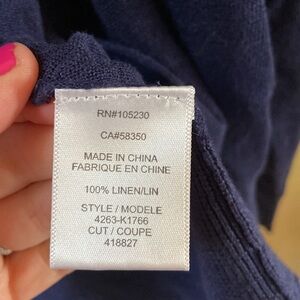 RN#105230
CA#58350
MADE IN CHINA
FABRIQUE EN CHINE
100% LINEN/LIN
STYLE / MODELE
4263-K1766
CUT / COUPE
418827